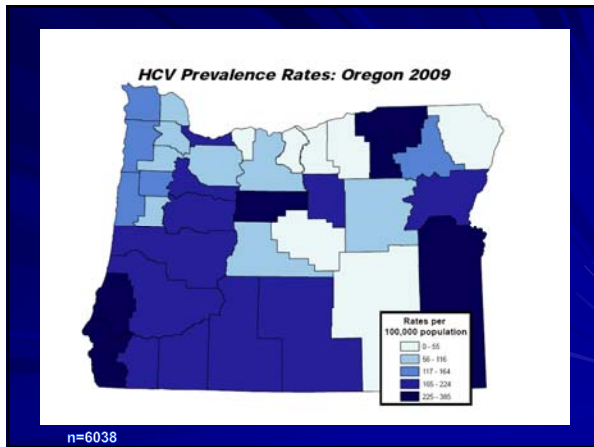 HCV Prevalence Rates: Oregon 2009
Rates per
100,000 population
0 - 55
56 - 116
117 - 164
165 - 224
225 - 385
n=6038